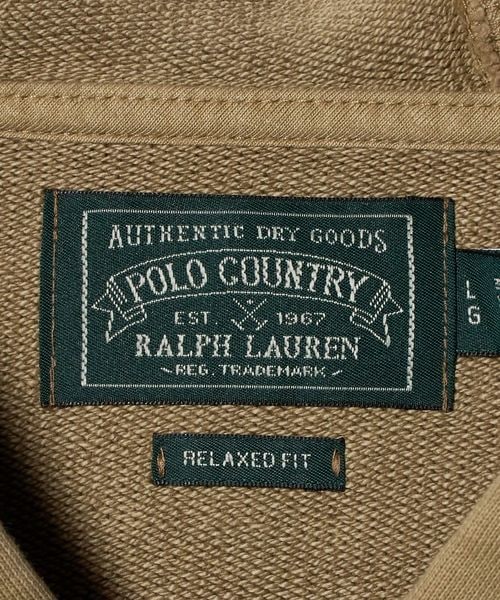 AUTHENTIC DRY GOODS
POLO COUNTRY
EST. 1967
RALPH LAUREN
REG. TRADEMARK
L
G
RELAXED FIT